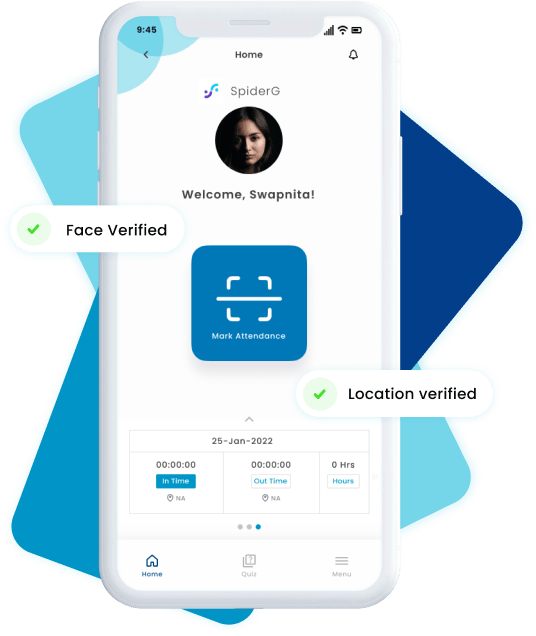 9:45
Home
SpiderG
Welcome, Swapnita!
Face Verified
Mark Attendance
Location verified
25-Jan-2022
00:00:00 00:00:00 0 Hrs
In Time Out Time Hours
NA NA
Home Quiz Menu